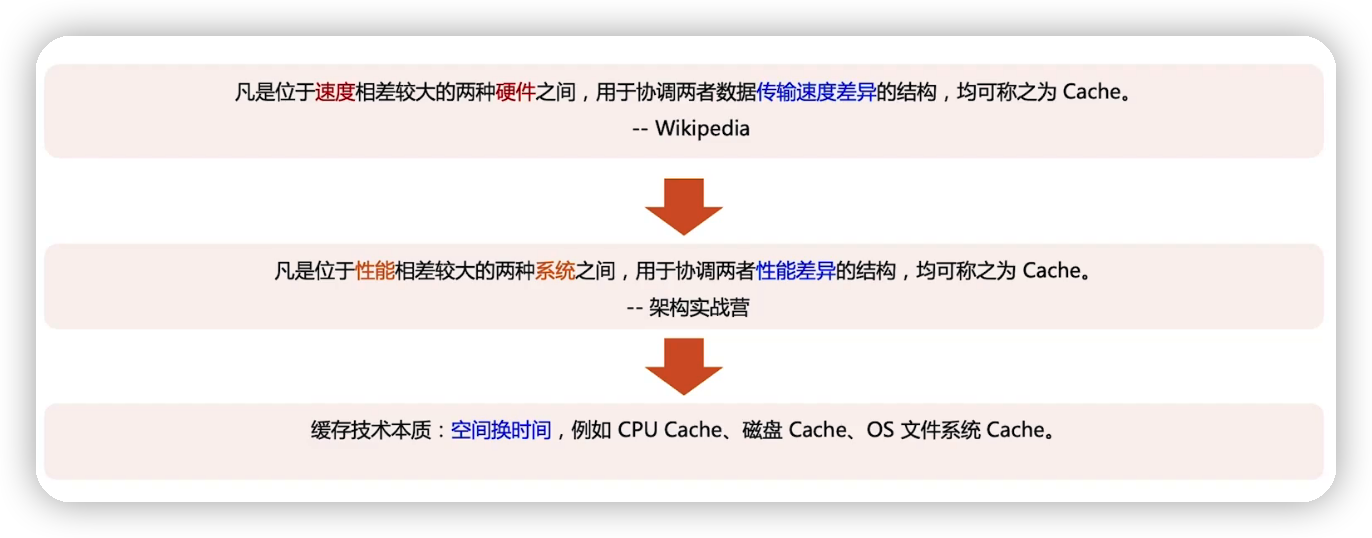 凡是位于速度相差较大的两种硬件之间，用于协调两者数据传输速度差异的结构，均可称之为 Cache。
-- Wikipedia
凡是位于性能相差较大的两种系统之间，用于协调两者性能差异的结构，均可称之为 Cache。
-- 架构实战营
缓存技术本质：空间换时间，例如 CPU Cache、磁盘 Cache、OS 文件系统 Cache。